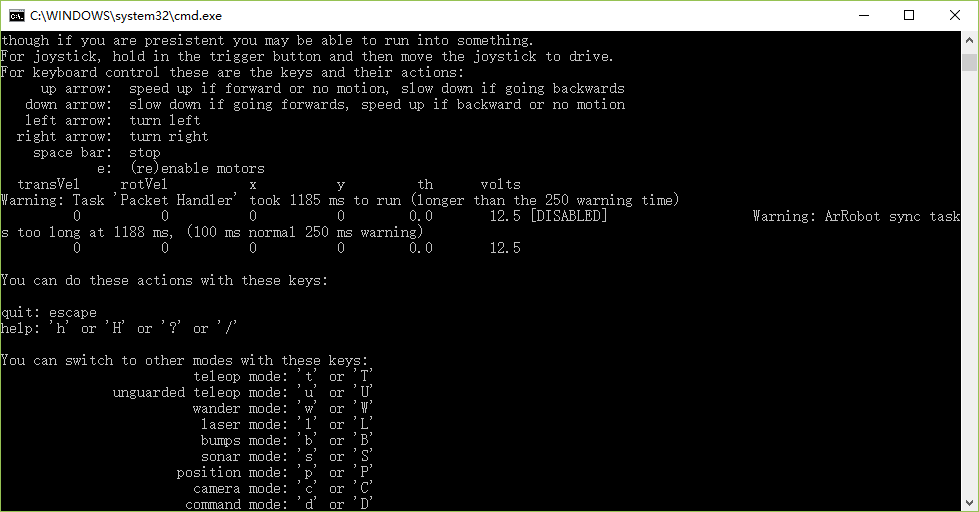 C:\WINDOWS\system32\cmd.exe
though if you are presistent you may be able to run into something.
For joystick, hold in the trigger button and then move the joystick to drive.
For keyboard control these are the keys and their actions:
up arrow:  speed up if forward or no motion, slow down if going backwards
down arrow:  slow down if going forwards, speed up if backward or no motion
left arrow:  turn left
right arrow:  turn right
space bar:  stop
e:  (re)enable motors
transVel     rotVel          x          y         th      volts
Warning: Task 'Packet Handler' took 1185 ms to run (longer than the 250 warning time)
0          0          0          0        0.0       12.5 [DISABLED]                  Warning: ArRobot sync task
s too long at 1188 ms, (100 ms normal 250 ms warning)
0          0          0          0        0.0       12.5
You can do these actions with these keys:
quit: escape
help: 'h' or 'H' or '?' or '/'
You can switch to other modes with these keys:
teleop mode: 't' or 'T'
unguarded teleop mode: 'u' or 'U'
wander mode: 'w' or 'W'
laser mode: 'l' or 'L'
bumps mode: 'b' or 'B'
sonar mode: 's' or 'S'
position mode: 'p' or 'P'
camera mode: 'c' or 'C'
command mode: 'd' or 'D'